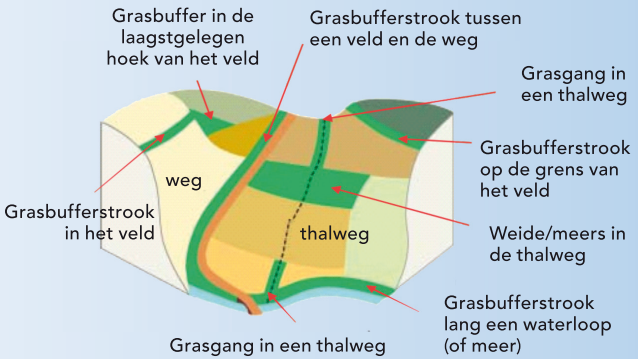 Grasbuffer in de
laagstgelegen
hoek van het veld
Grasbufferstrook tussen
een veld en de weg
Grasgang in
een thalweg
Grasbufferstrook
op de grens van
het veld
weg
Grasbufferstrook
in het veld
thalweg
Weide/meers in
de thalweg
Grasbufferstrook
lang een waterloop
(of meer)
Grasgang in een thalweg